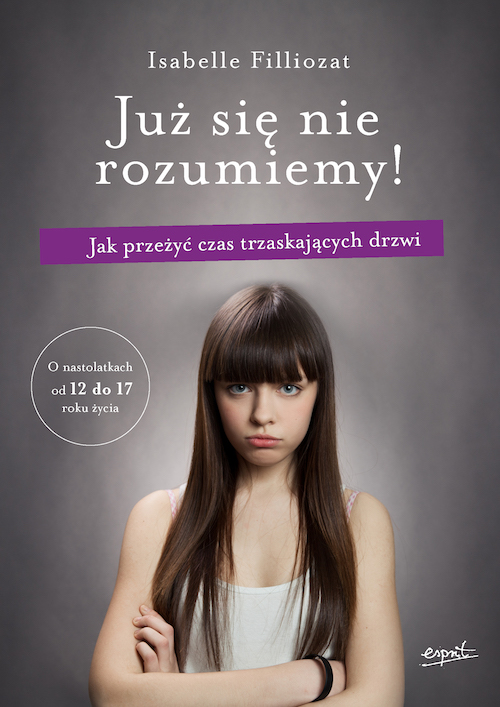 Isabelle Filliozat
Już się nie
rozumiemy!
Jak przeżyć czas trzaskających drzwi
O nastolatkach
od 12 do 17
roku życia
esprit